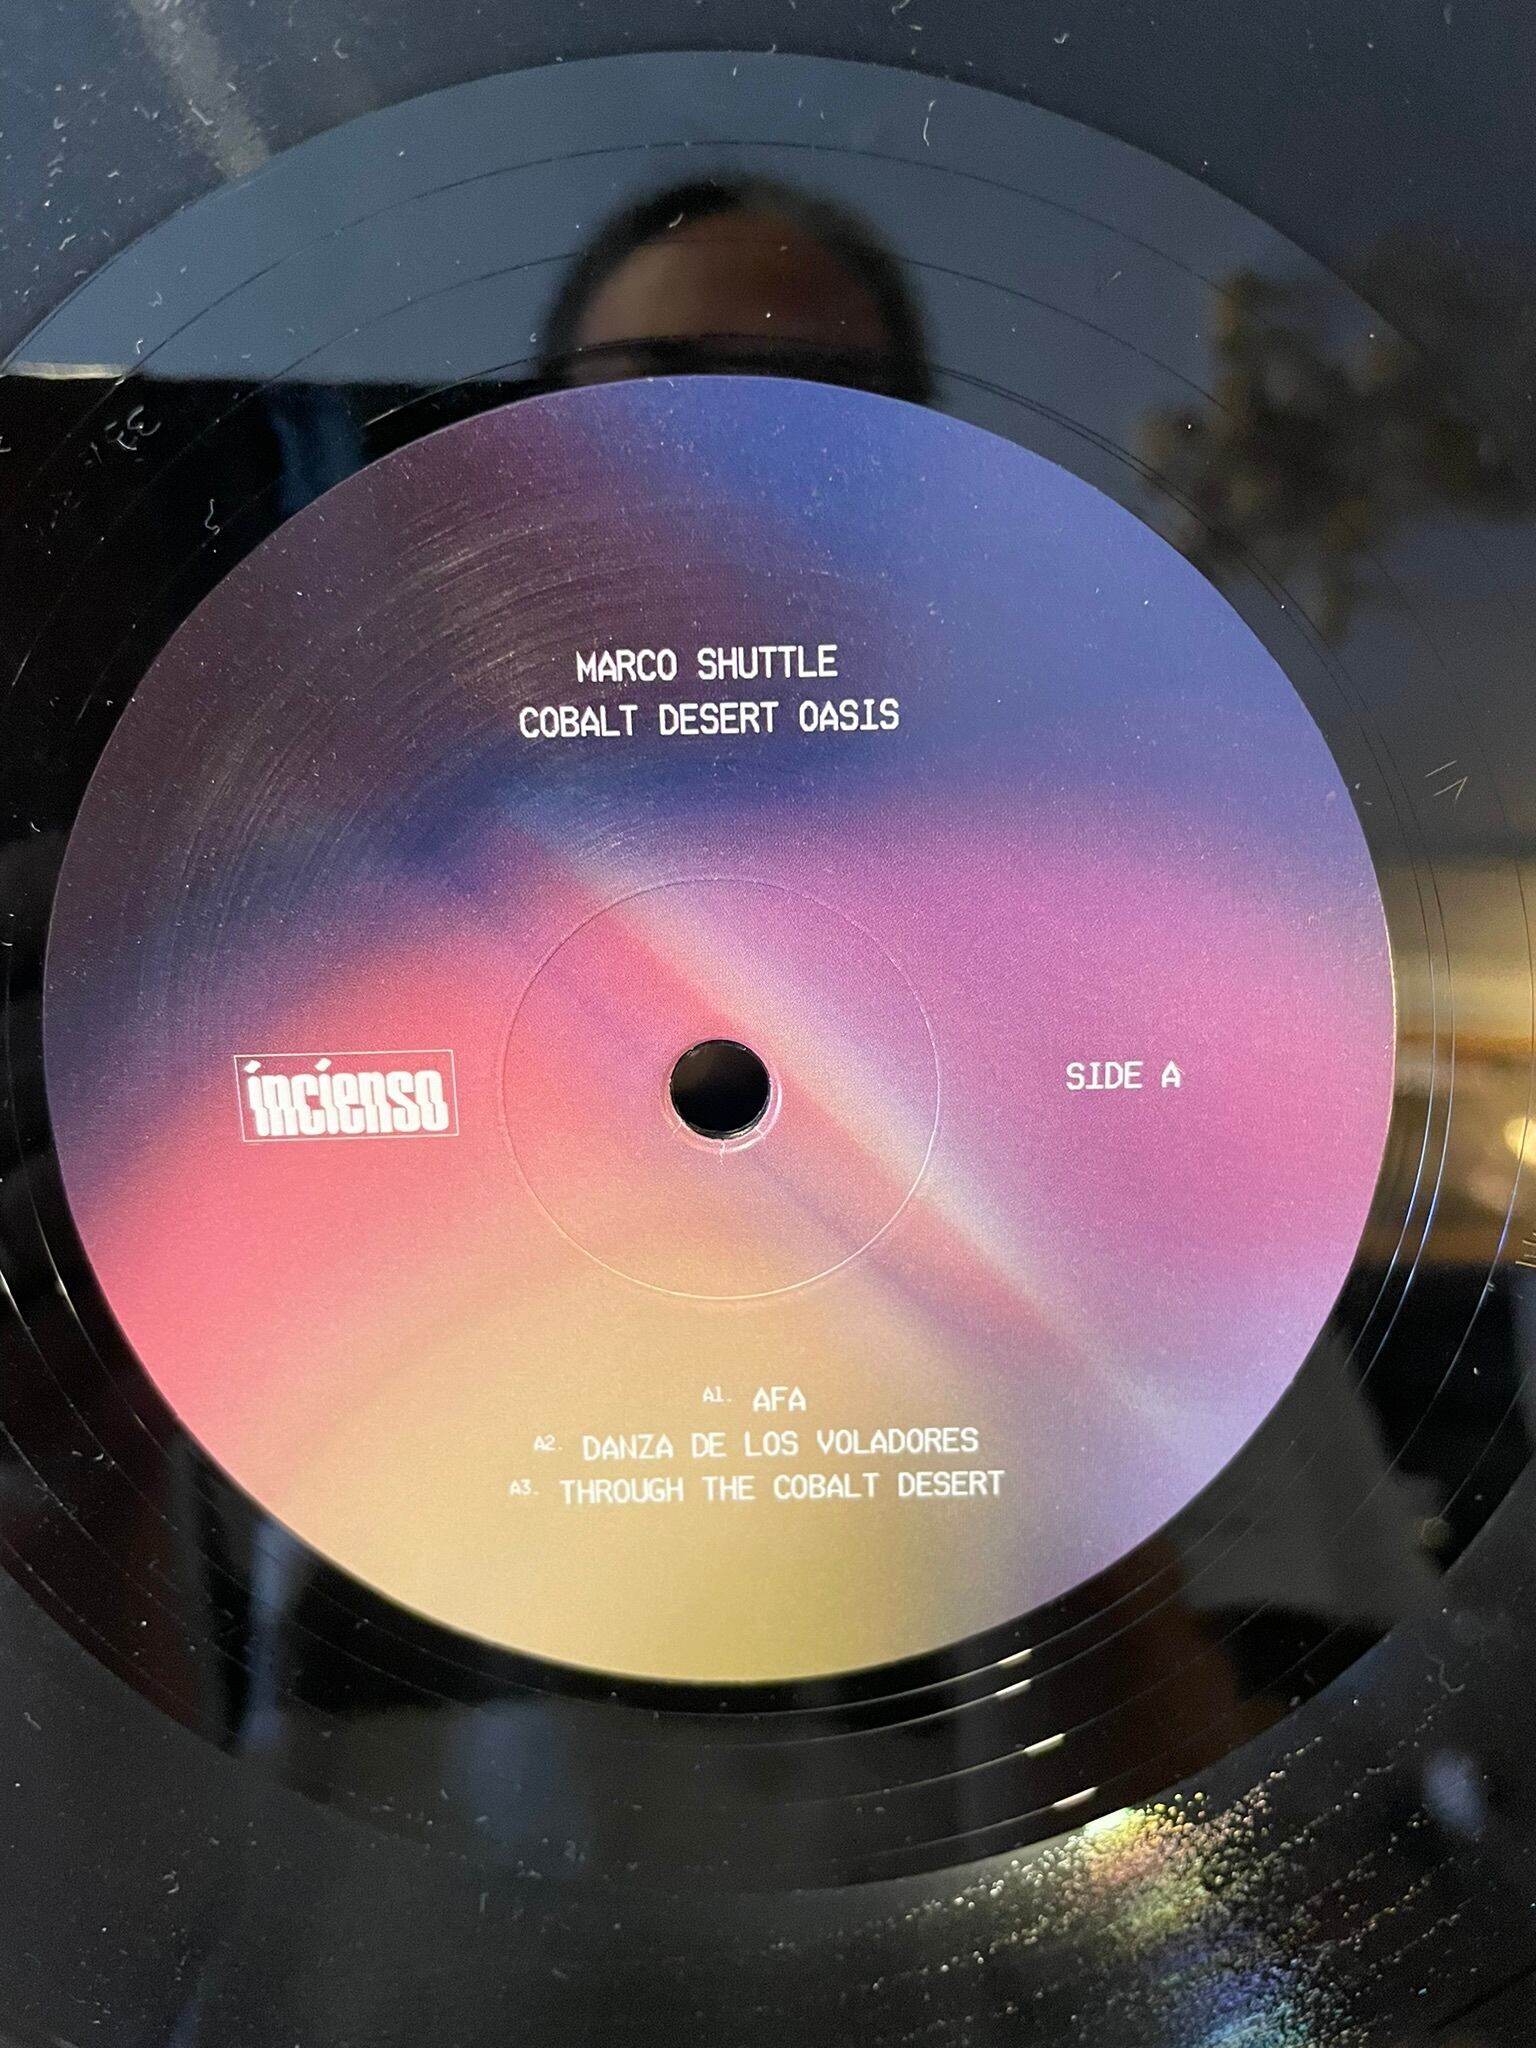 MARCO SHUTTLE
COBALT DESERT OASIS
incienso
SIDE A
A1. AFA
A2. DANZA DE LOS VOLADORES
A3. THROUGH THE COBALT DESERT